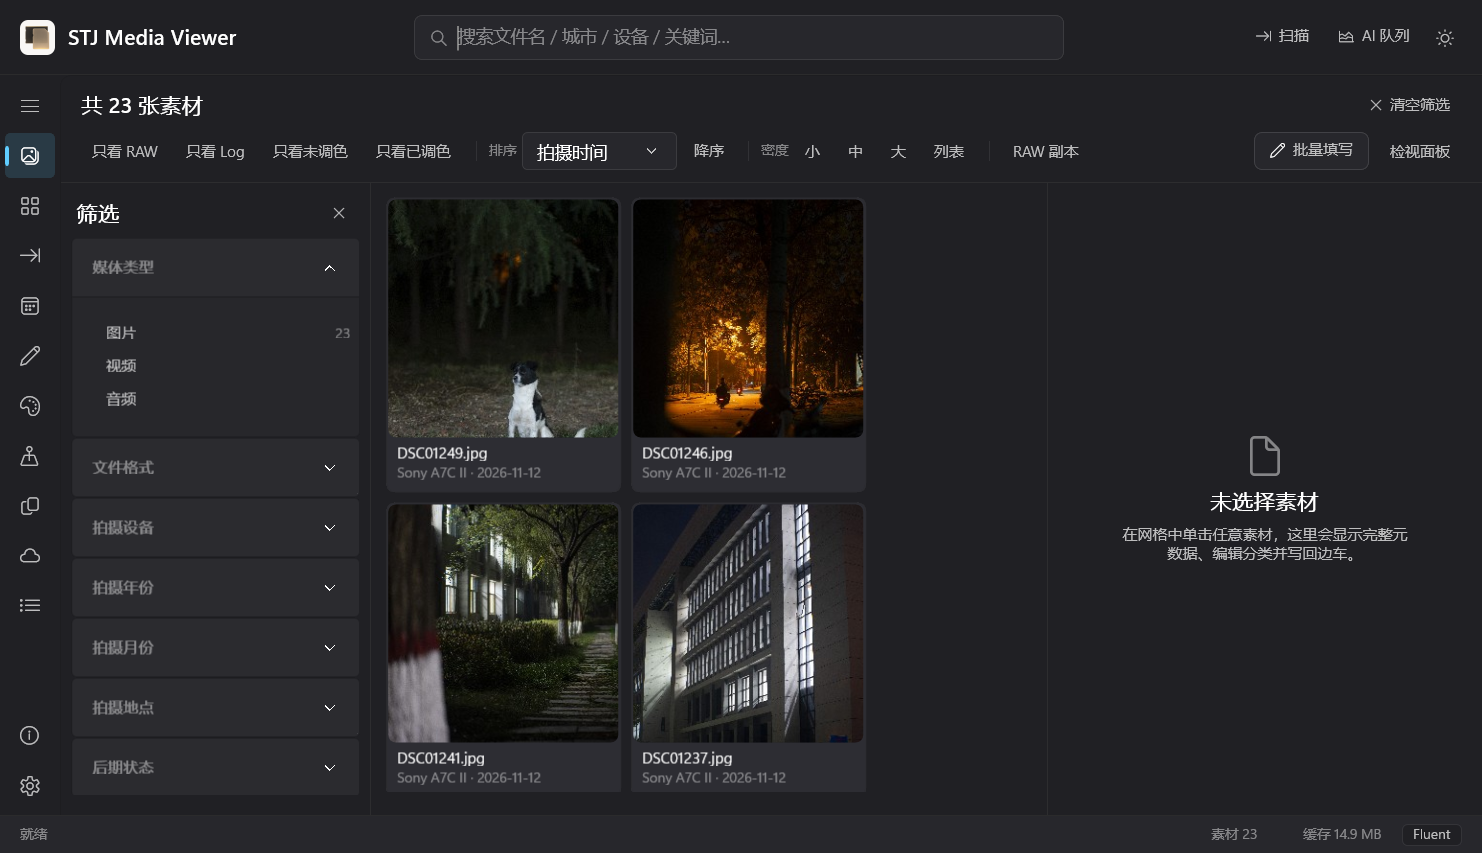 STJ Media Viewer
搜索文件名 / 城市 / 设备 / 关键词...
扫描
AI 队列
共 23 张素材
清空筛选
只看 RAW
只看 Log
只看未调色
只看已调色
排序
拍摄时间
降序
密度
小
中
大
列表
RAW 副本
批量填写
检视面板
筛选
媒体类型
图片
23
视频
音频
文件格式
拍摄设备
拍摄年份
拍摄月份
拍摄地点
后期状态
DSC01249.jpg
Sony A7C II · 2026-11-12
DSC01246.jpg
Sony A7C II · 2026-11-12
DSC01241.jpg
Sony A7C II · 2026-11-12
DSC01237.jpg
Sony A7C II · 2026-11-12
未选择素材
在网格中单击任意素材，这里会显示完整元
数据、编辑分类并写回边车。
就绪
素材 23
缓存 14.9 MB
Fluent